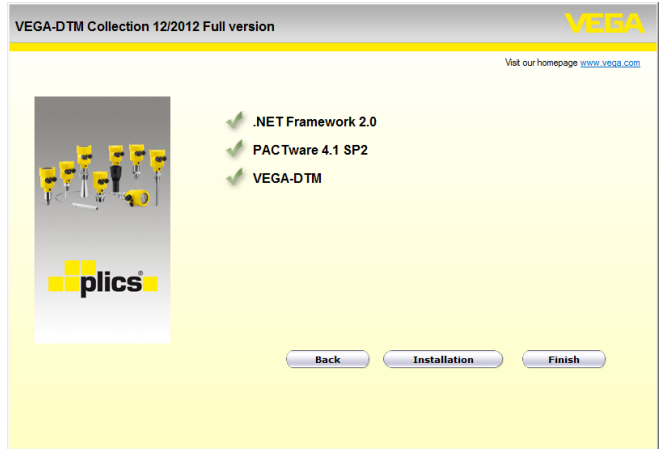 VEGA-DTM Collection 12/2012 Full version
VEGA
Visit our homepage www.vega.com
.NET Framework 2.0
PACTware 4.1 SP2
VEGA-DTM
plics®
Back
Installation
Finish